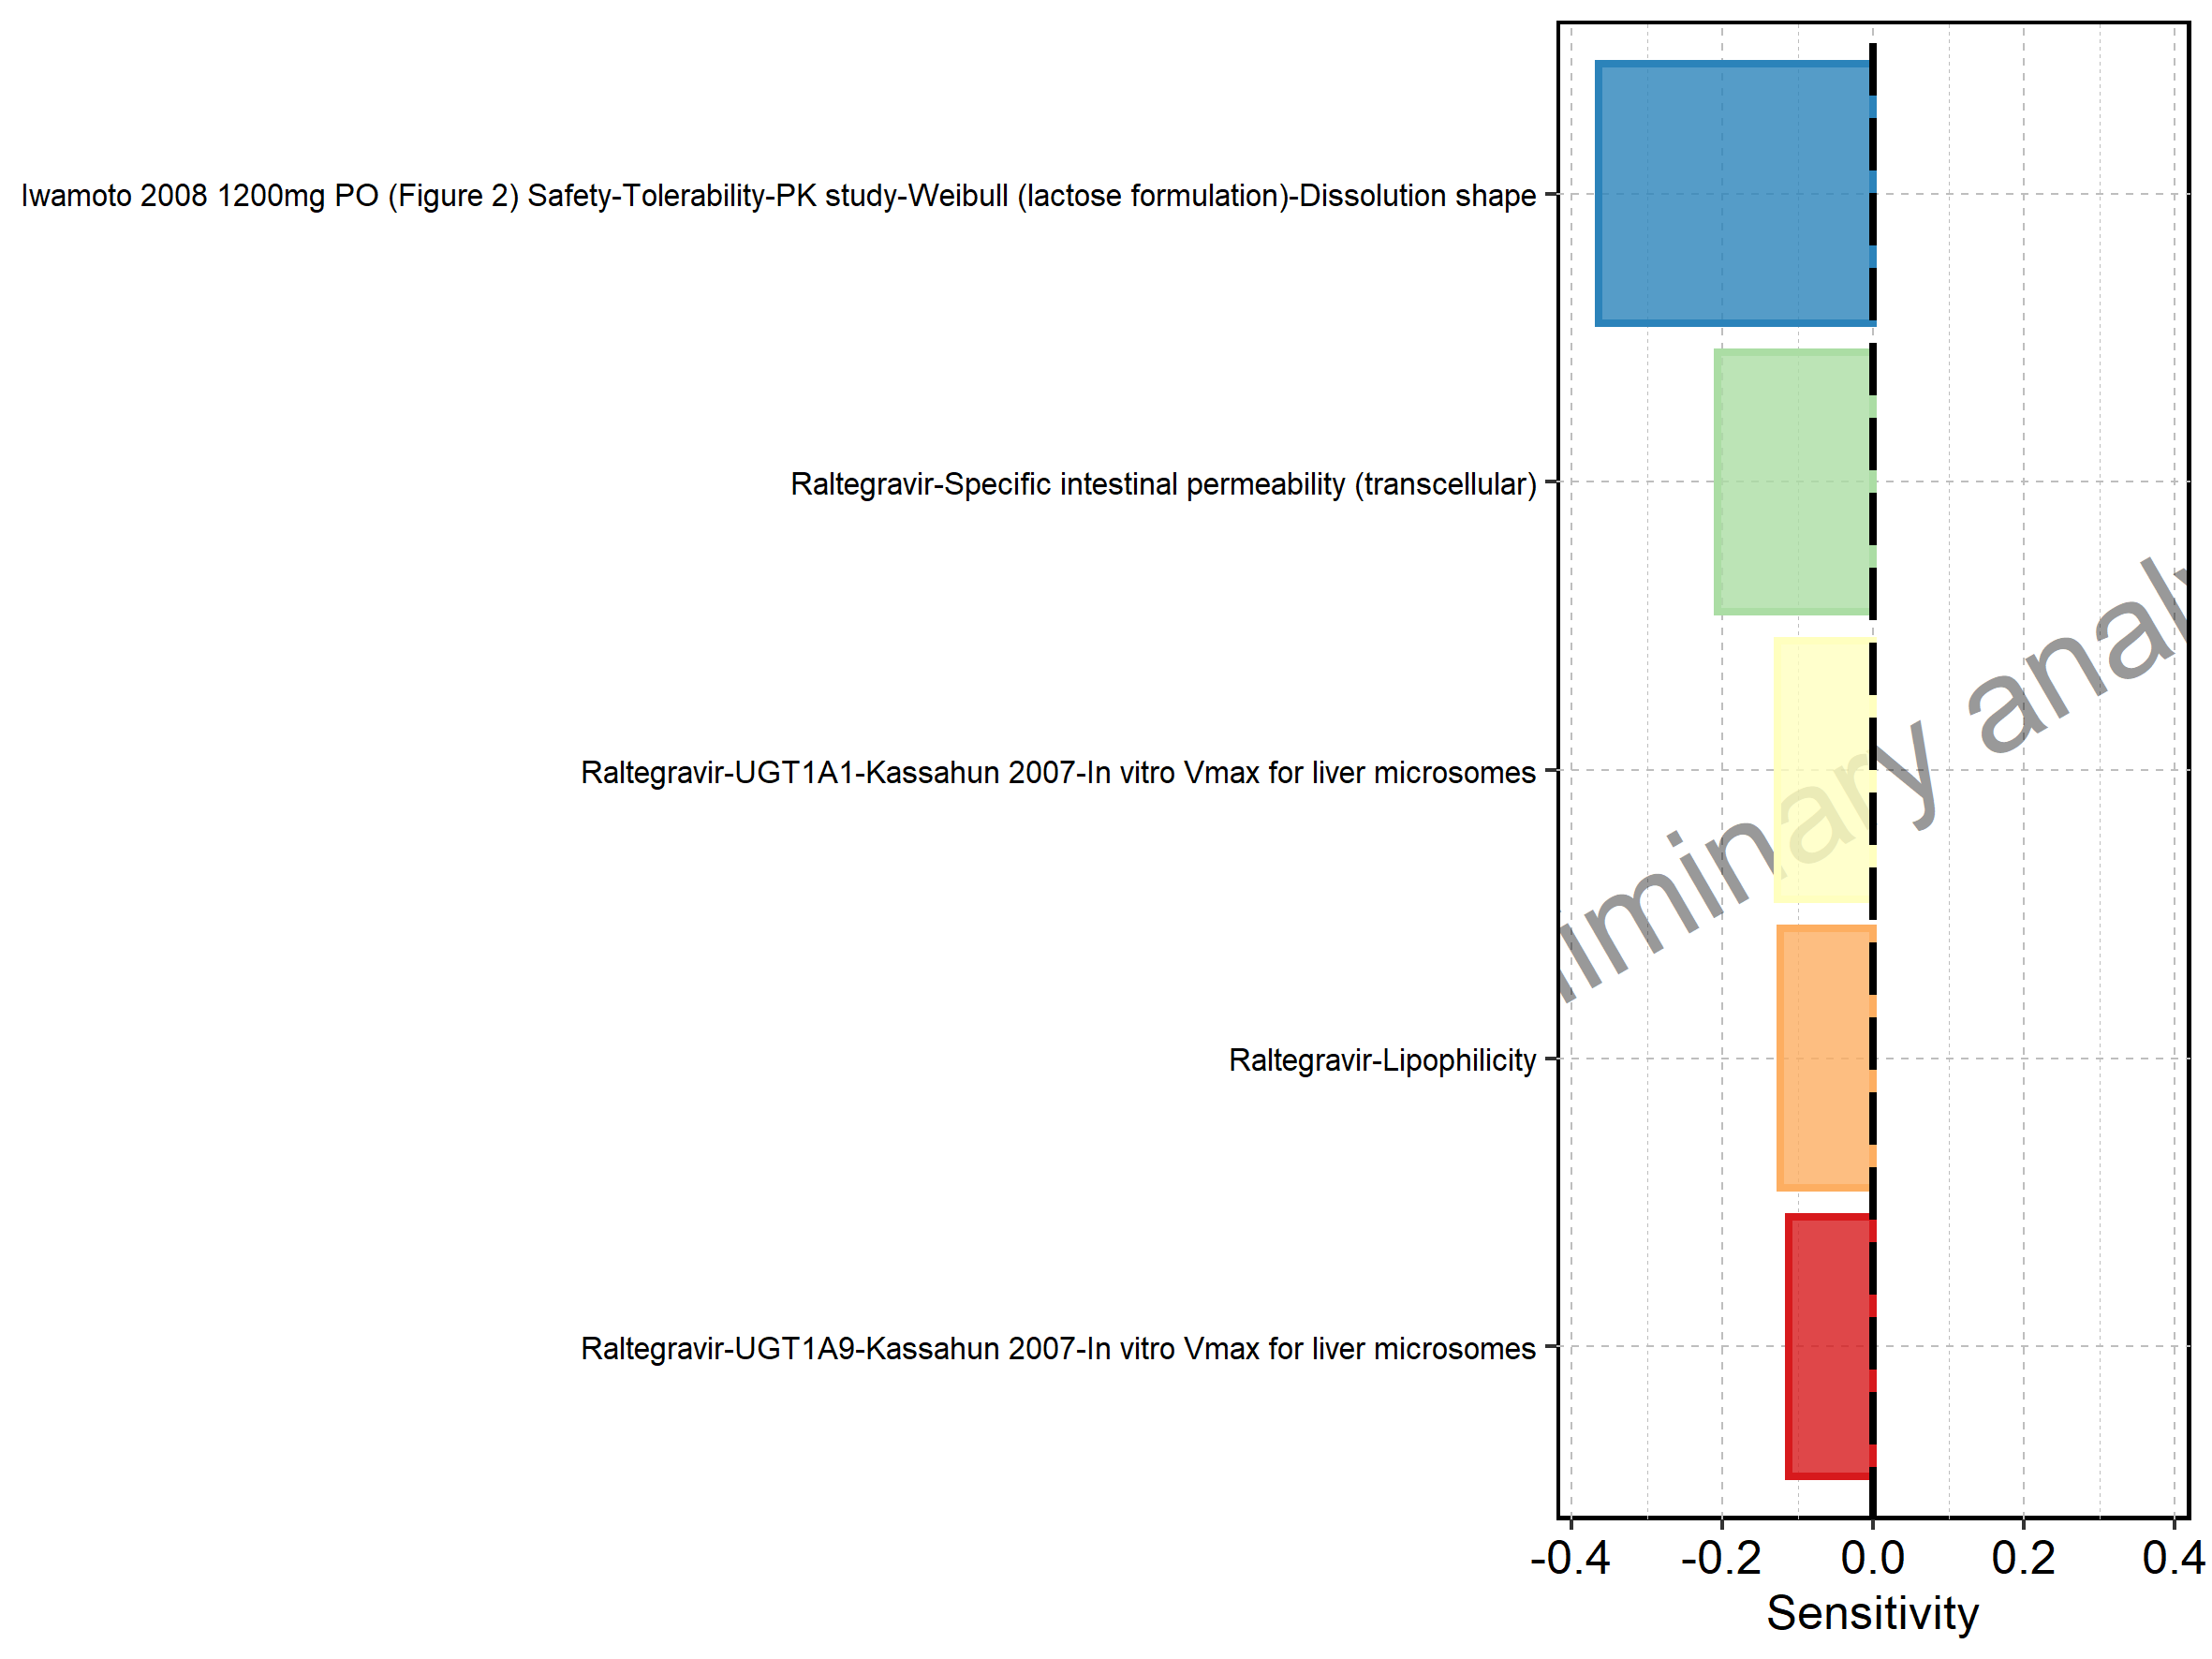 Iwamoto 2008 1200mg PO (Figure 2) Safety-Tolerability-PK study-Weibull (lactose formulation)-Dissolution shape
Raltegravir-Specific intestinal permeability (transcellular)
Raltegravir-UGT1A1-Kassahun 2007-In vitro Vmax for liver microsomes
Raltegravir-Lipophilicity
Raltegravir-UGT1A9-Kassahun 2007-In vitro Vmax for liver microsomes
iminary analy
-0.4 -0.2 0.0 0.2 0.4
Sensitivity